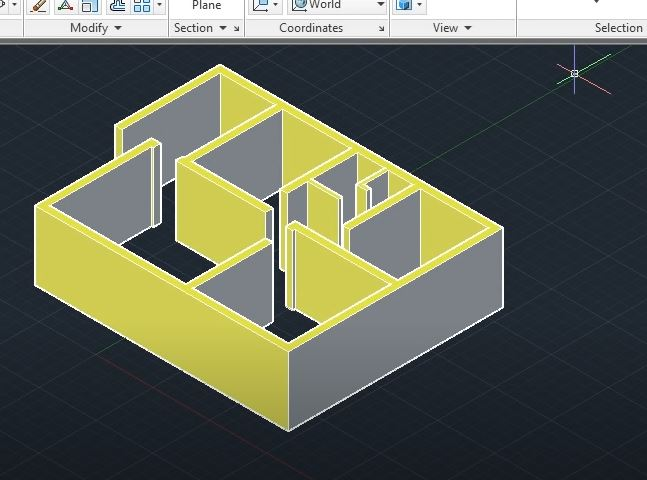 Plane
World
Modify
Section
Coordinates
View
Selection